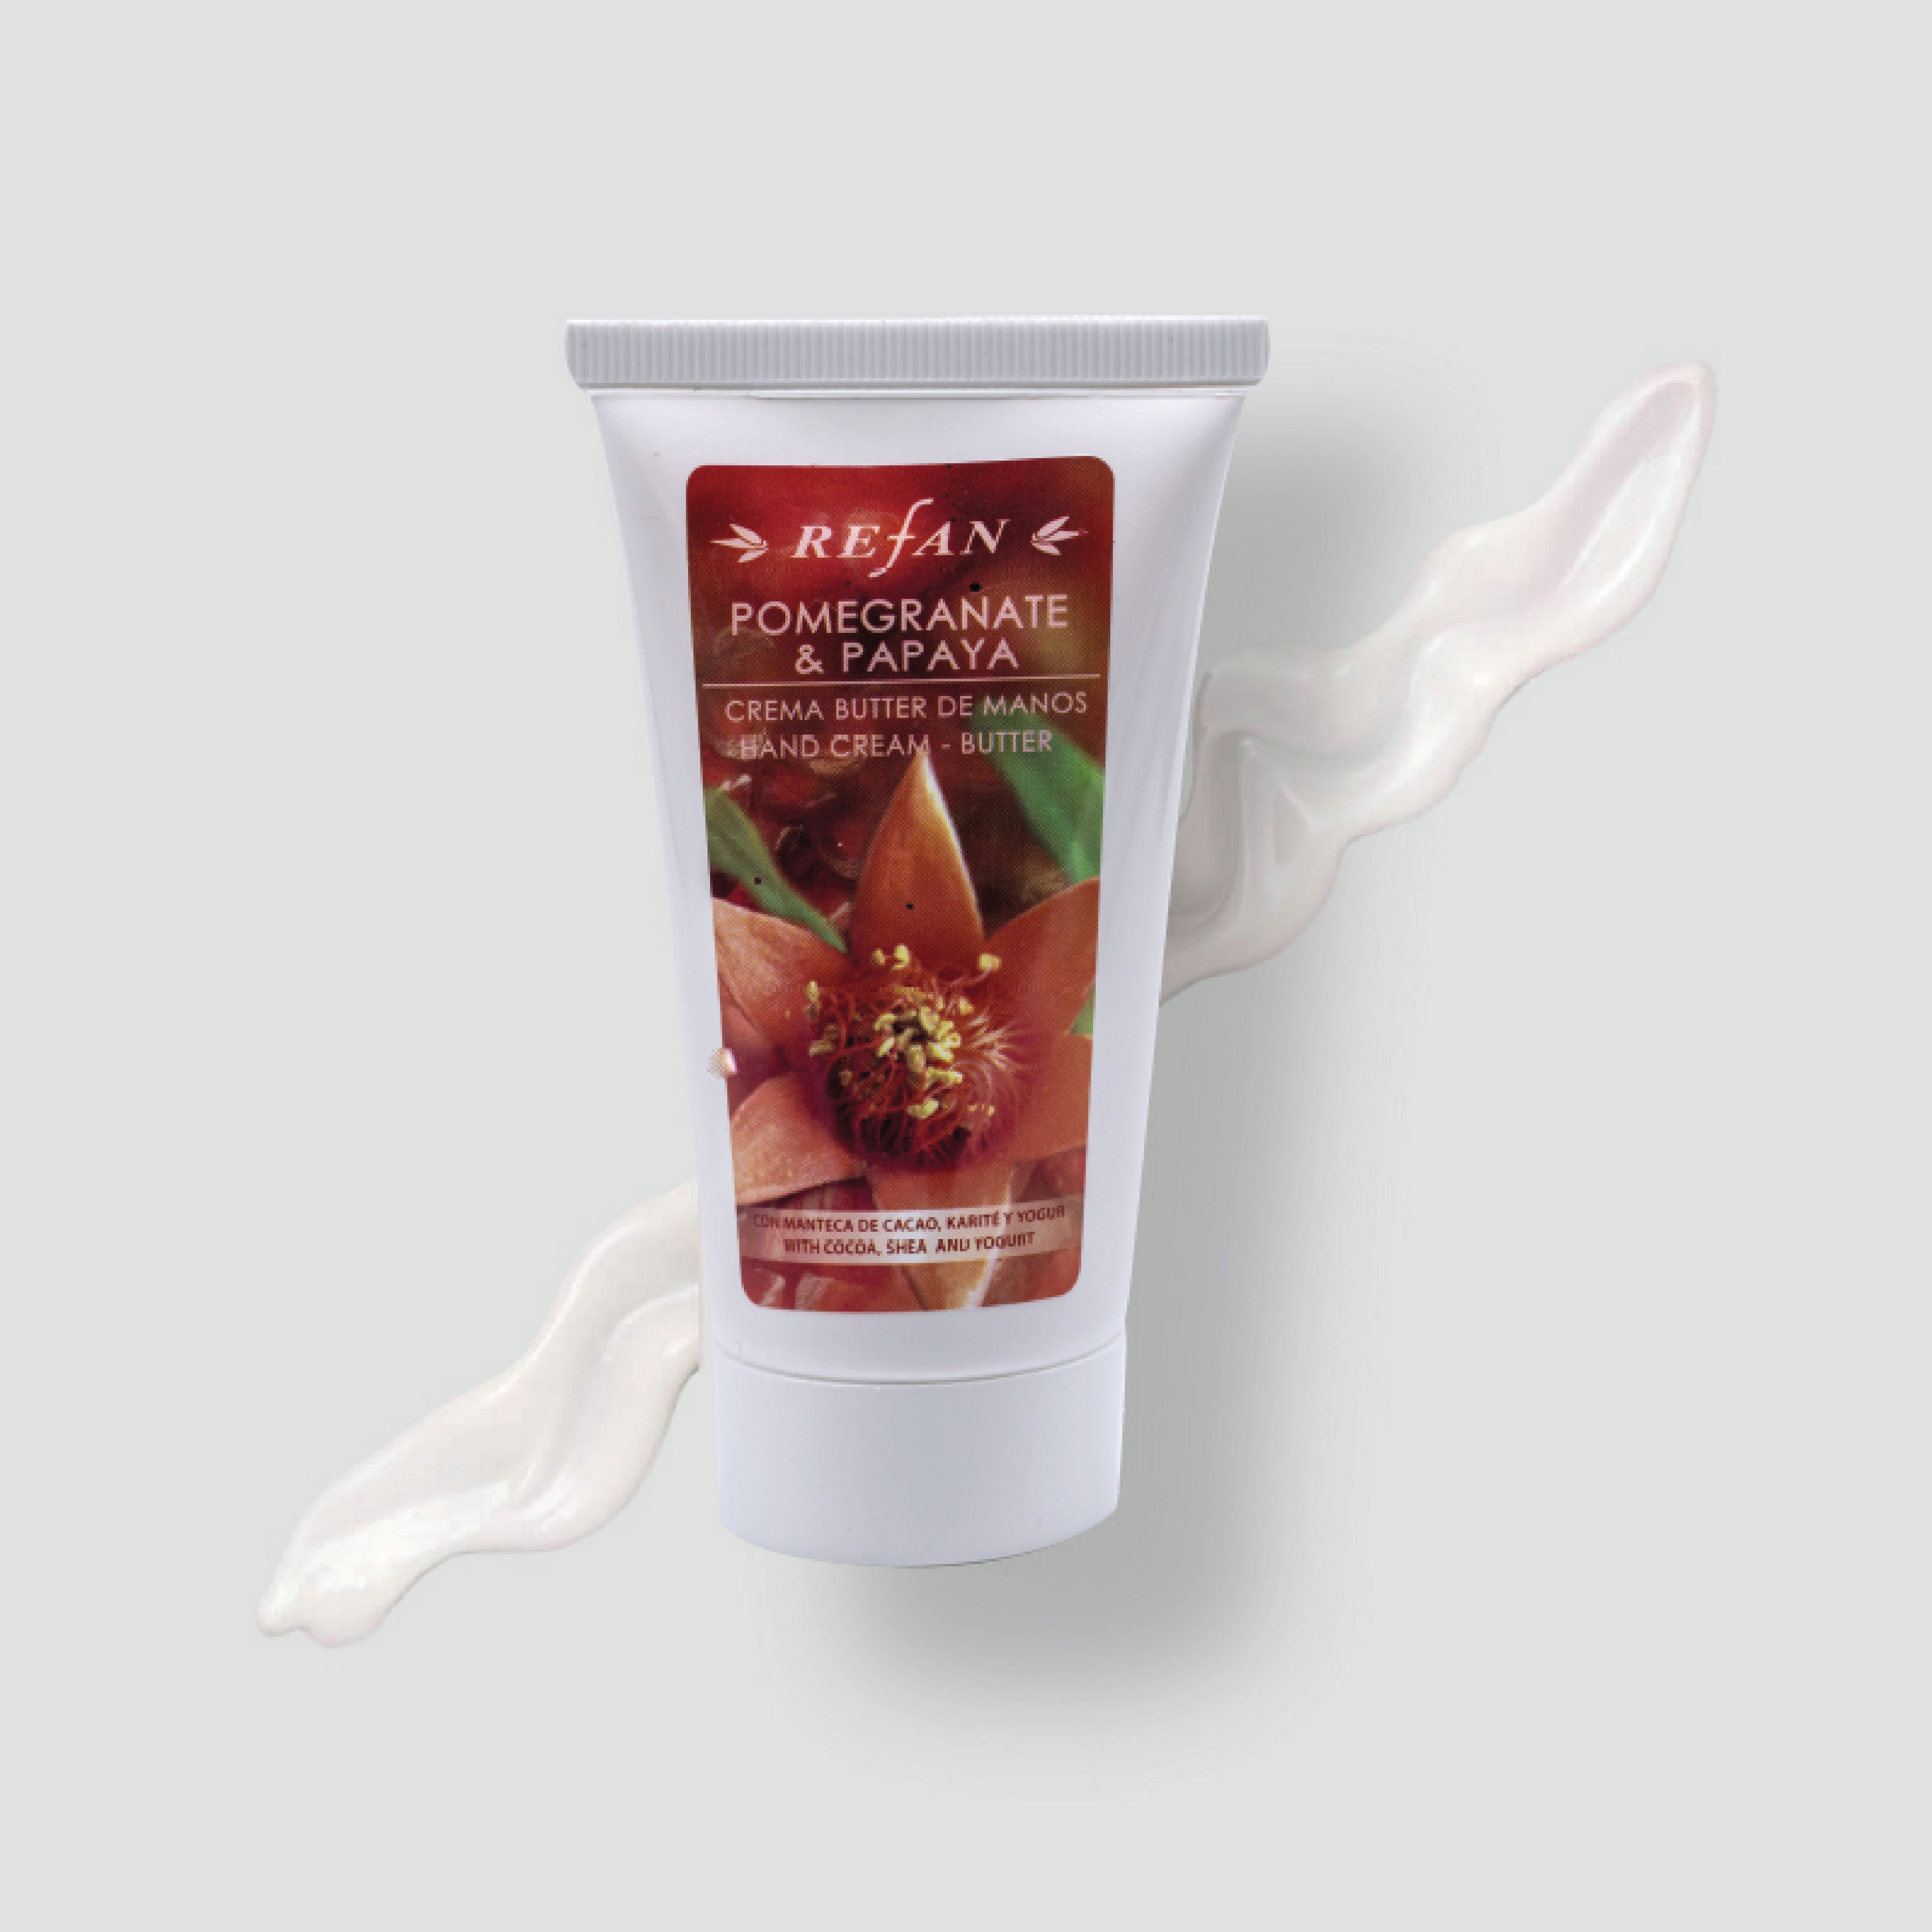 REfAN
POMEGRANATE
& PAPAYA
CREMA BUTTER DE MANOS
HAND CREAM - BUTTER
CON MANTECA DE CACAO, KARITÉ Y YOGUR
WITH COCOA, SHEA AND YOGURT